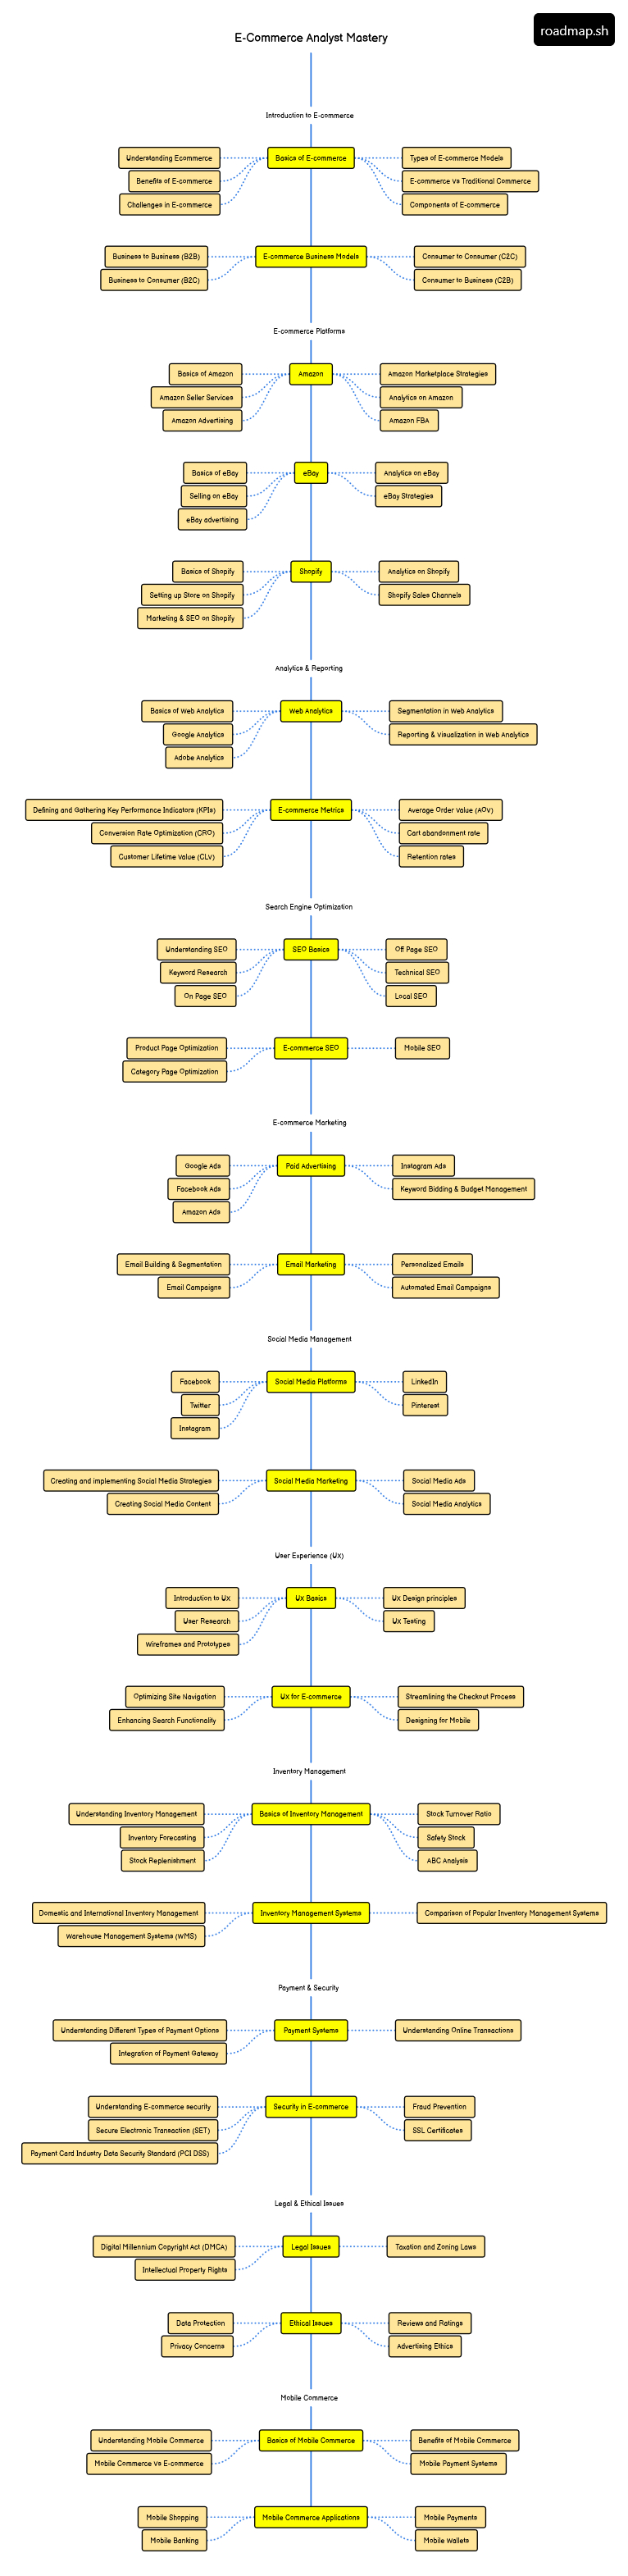 roadmap.sh
E-Commerce Analyst Mastery
Introduction to E-commerce
Understanding Ecommerce
Basics of E-commerce
Types of E-commerce Models
Benefits of E-commerce
E-commerce vs Traditional Commerce
Challenges in E-commerce
Components of E-commerce
Business to Business (B2B)
E-commerce Business Models
Consumer to Consumer (C2C)
Business to Consumer (B2C)
Consumer to Business (C2B)
E-commerce Platforms
Basics of Amazon
Amazon
Amazon Marketplace Strategies
Amazon Seller Services
Analytics on Amazon
Amazon Advertising
Amazon FBA
Basics of eBay
eBay
Analytics on eBay
Selling on eBay
eBay Strategies
eBay advertising
Basics of Shopify
Shopify
Analytics on Shopify
Setting up Store on Shopify
Shopify Sales Channels
Marketing & SEO on Shopify
Analytics & Reporting
Basics of Web Analytics
Web Analytics
Segmentation in Web Analytics
Google Analytics
Reporting & Visualization in Web Analytics
Adobe Analytics
Defining and Gathering Key Performance Indicators (KPIs)
E-commerce Metrics
Average Order Value (AOV)
Conversion Rate Optimization (CRO)
Cart abandonment rate
Customer Lifetime Value (CLV)
Retention rates
Search Engine Optimization
Understanding SEO
SEO Basics
Off Page SEO
Keyword Research
Technical SEO
On Page SEO
Local SEO
Product Page Optimization
E-commerce SEO
Mobile SEO
Category Page Optimization
E-commerce Marketing
Google Ads
Paid Advertising
Instagram Ads
Facebook Ads
Keyword Bidding & Budget Management
Amazon Ads
Email Building & Segmentation
Email Marketing
Personalized Emails
Email Campaigns
Automated Email Campaigns
Social Media Management
Facebook
Social Media Platforms
LinkedIn
Twitter
Pinterest
Instagram
Creating and implementing Social Media Strategies
Social Media Marketing
Social Media Ads
Creating Social Media Content
Social Media Analytics
User Experience (UX)
Introduction to UX
UX Basics
UX Design principles
User Research
UX Testing
Wireframes and Prototypes
Optimizing Site Navigation
UX for E-commerce
Streamlining the Checkout Process
Enhancing Search Functionality
Designing for Mobile
Inventory Management
Understanding Inventory Management
Basics of Inventory Management
Stock Turnover Ratio
Inventory Forecasting
Safety Stock
Stock Replenishment
ABC Analysis
Domestic and International Inventory Management
Inventory Management Systems
Comparison of Popular Inventory Management Systems
Warehouse Management Systems (WMS)
Payment & Security
Understanding Different Types of Payment Options
Payment Systems
Understanding Online Transactions
Integration of Payment Gateway
Understanding E-commerce security
Security in E-commerce
Fraud Prevention
Secure Electronic Transaction (SET)
SSL Certificates
Payment Card Industry Data Security Standard (PCI DSS)
Legal & Ethical Issues
Digital Millennium Copyright Act (DMCA)
Legal Issues
Taxation and Zoning Laws
Intellectual Property Rights
Data Protection
Ethical Issues
Reviews and Ratings
Privacy Concerns
Advertising Ethics
Mobile Commerce
Understanding Mobile Commerce
Basics of Mobile Commerce
Benefits of Mobile Commerce
Mobile Commerce Vs E-commerce
Mobile Payment Systems
Mobile Shopping
Mobile Commerce Applications
Mobile Payments
Mobile Banking
Mobile Wallets